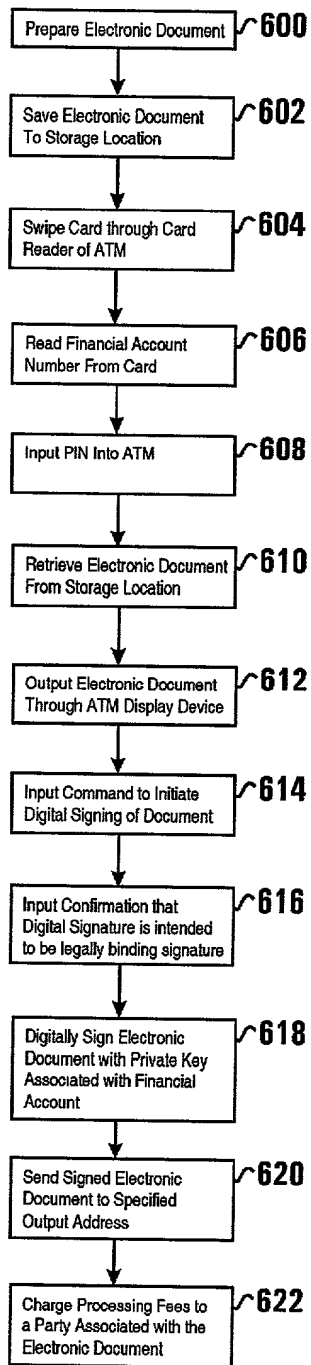 Prepare Electronic Document
600
Save Electronic Document
To Storage Location
602
Swipe Card through Card
Reader of ATM
604
Read Financial Account
Number From Card
606
Input PIN Into ATM
608
Retrieve Electronic Document
From Storage Location
610
Output Electronic Document
Through ATM Display Device
612
Input Command to Initiate
Digital Signing of Document
614
Input Confirmation that
Digital Signature is intended
to be legally binding signature
616
Digitally Sign Electronic
Document with Private Key
Associated with Financial
Account
618
Send Signed Electronic
Document to Specified
Output Address
620
Charge Processing Fees to
a Party Associated with the
Electronic Document
622